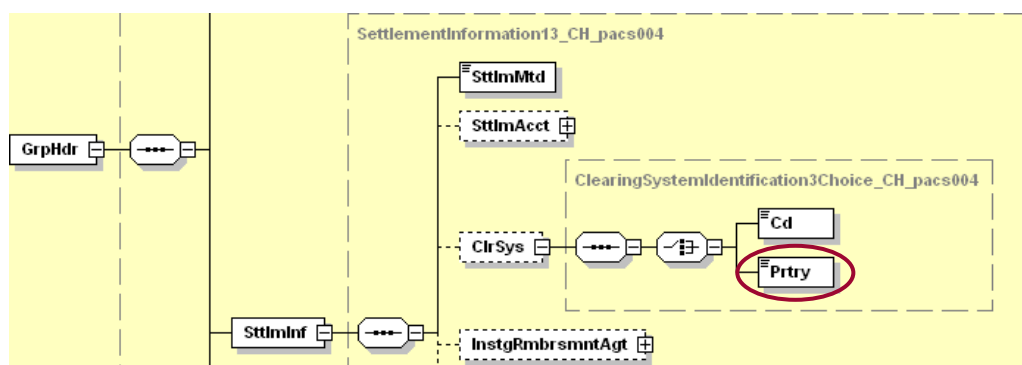 SettlementInformation13_CH_pacs004
SttlmMtd
SttlmAcct
GrpHdr
ClearingSystemIdentification3Choice_CH_pacs004
Cd
ClrSys
Prtry
SttlmInf
InstgRmbrsmntAgt